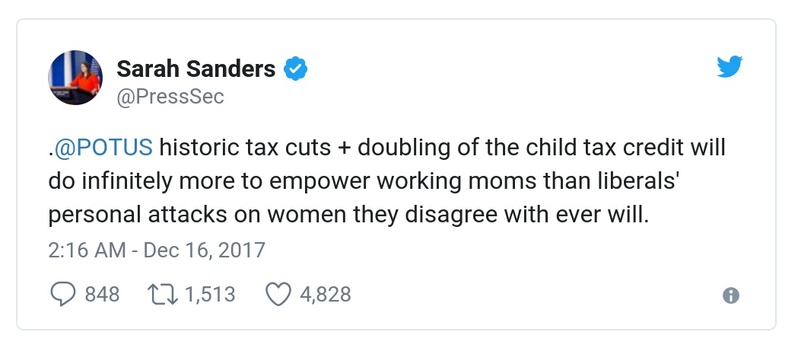 Sarah Sanders
@PressSec
.@POTUS historic tax cuts + doubling of the child tax credit will
do infinitely more to empower working moms than liberals'
personal attacks on women they disagree with ever will.
2:16 AM - Dec 16, 2017
848 1,513 4,828